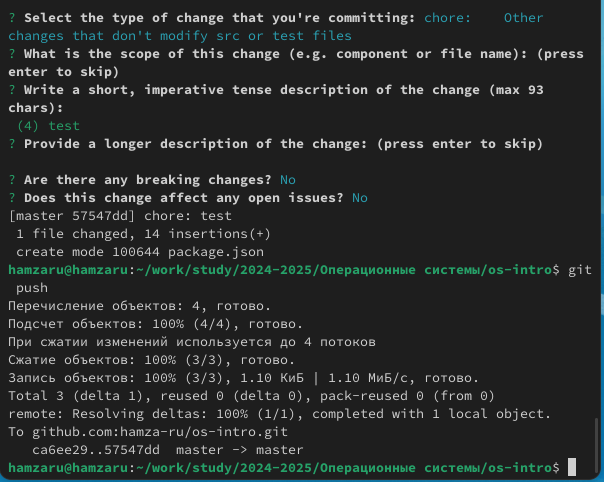 ? Select the type of change that you're committing: chore:    Other
changes that don't modify src or test files
? What is the scope of this change (e.g. component or file name): (press
enter to skip)
? Write a short, imperative tense description of the change (max 93
chars):
 (4) test
? Provide a longer description of the change: (press enter to skip)

? Are there any breaking changes? No
? Does this change affect any open issues? No
[master 57547dd] chore: test
 1 file changed, 14 insertions(+)
 create mode 100644 package.json
hamzaru@hamzaru:~/work/study/2024-2025/Операционные системы/os-intro$ git
 push
Перечисление объектов: 4, готово.
Подсчет объектов: 100% (4/4), готово.
При сжатии изменений используется до 4 потоков
Сжатие объектов: 100% (3/3), готово.
Запись объектов: 100% (3/3), 1.10 КиБ | 1.10 МиБ/с, готово.
Total 3 (delta 1), reused 0 (delta 0), pack-reused 0 (from 0)
remote: Resolving deltas: 100% (1/1), completed with 1 local object.
To github.com:hamza-ru/os-intro.git
   ca6ee29..57547dd  master -> master
hamzaru@hamzaru:~/work/study/2024-2025/Операционные системы/os-intro$